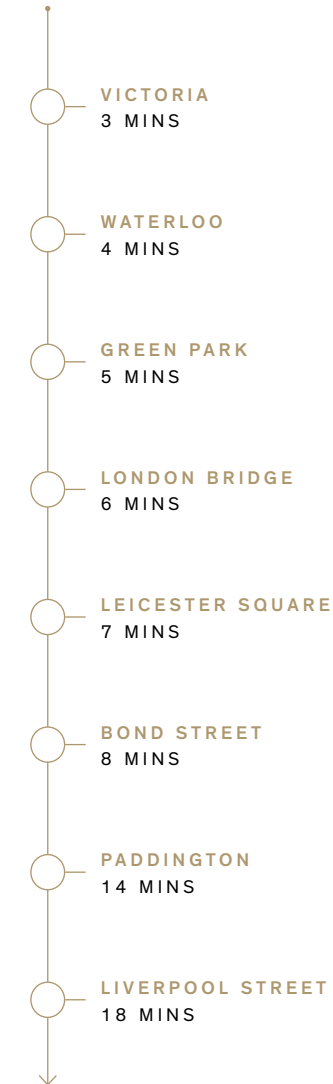 VICTORIA
3 MINS
WATERLOO
4 MINS
GREEN PARK
5 MINS
LONDON BRIDGE
6 MINS
LEICESTER SQUARE
7 MINS
BOND STREET
8 MINS
PADDINGTON
14 MINS
LIVERPOOL STREET
18 MINS